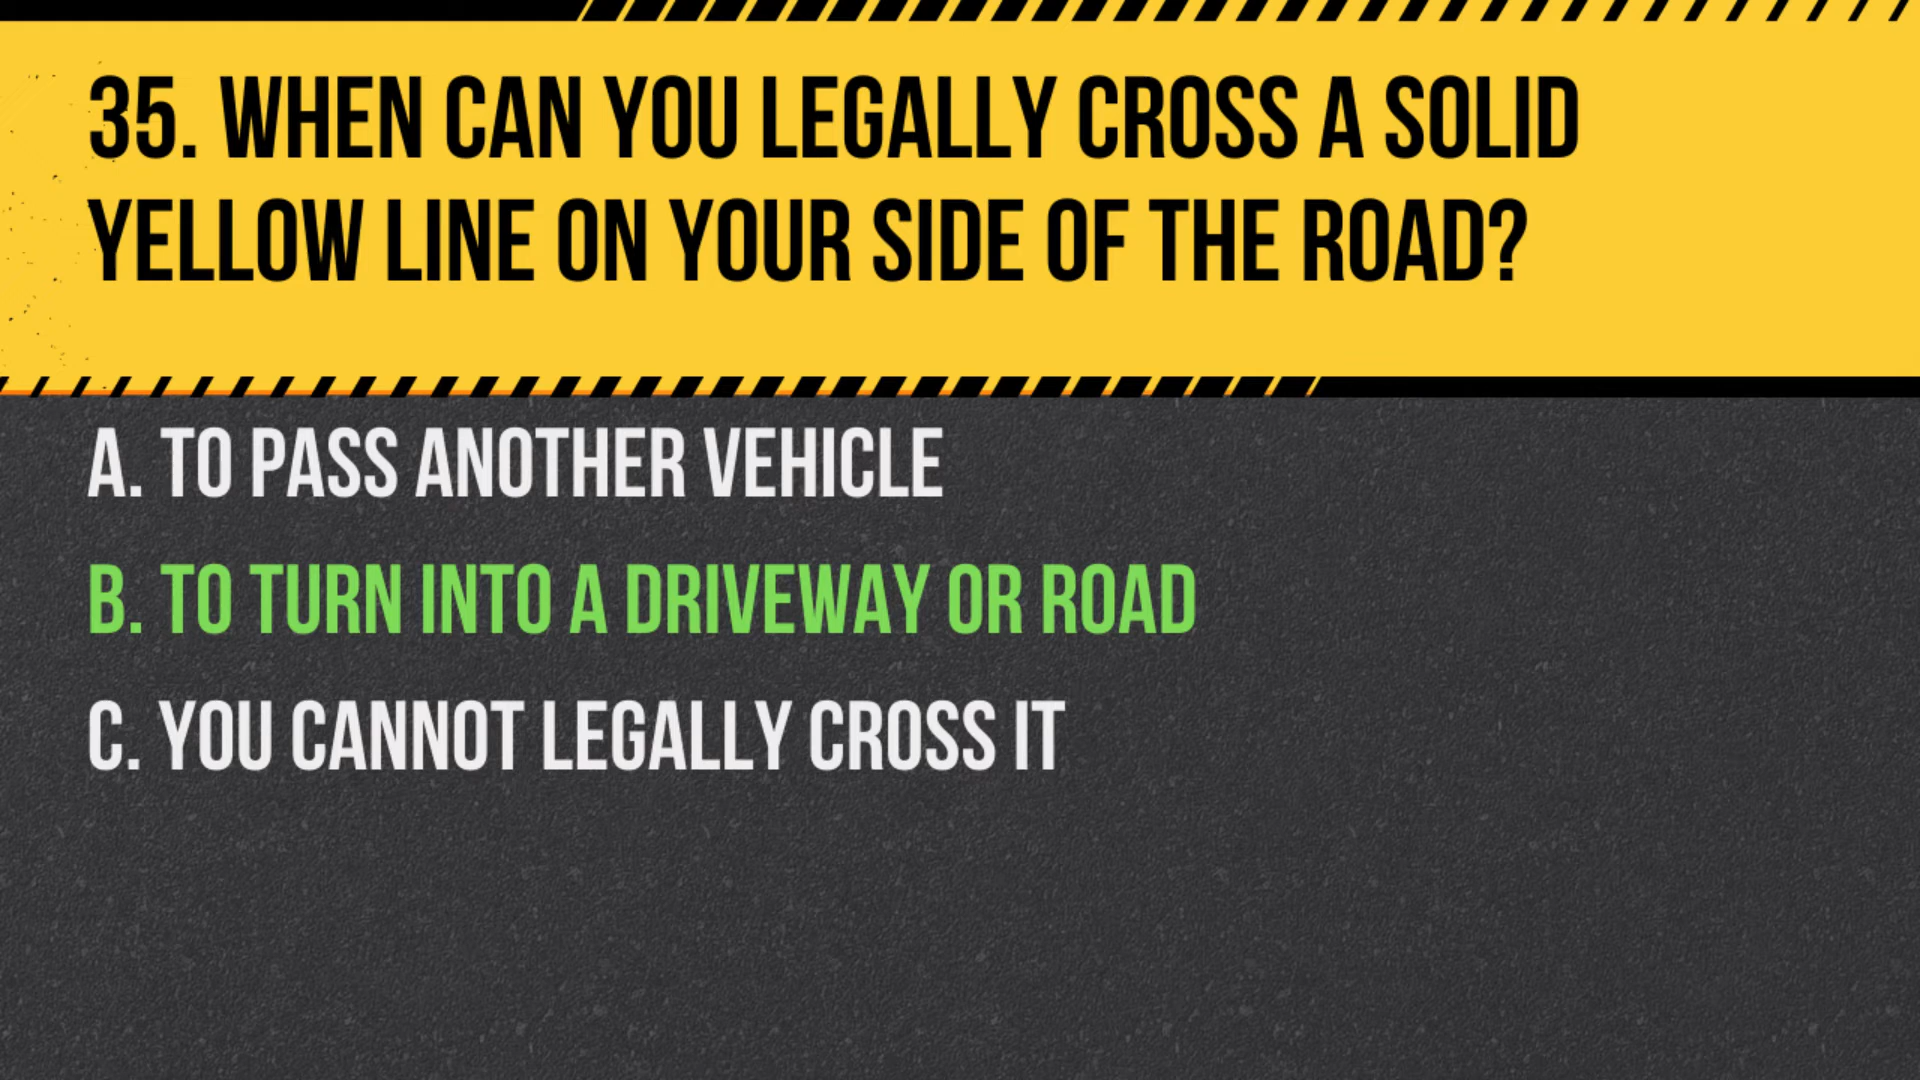 35. WHEN CAN YOU LEGALLY CROSS A SOLID
YELLOW LINE ON YOUR SIDE OF THE ROAD?
A. TO PASS ANOTHER VEHICLE
B. TO TURN INTO A DRIVEWAY OR ROAD
C. YOU CANNOT LEGALLY CROSS IT